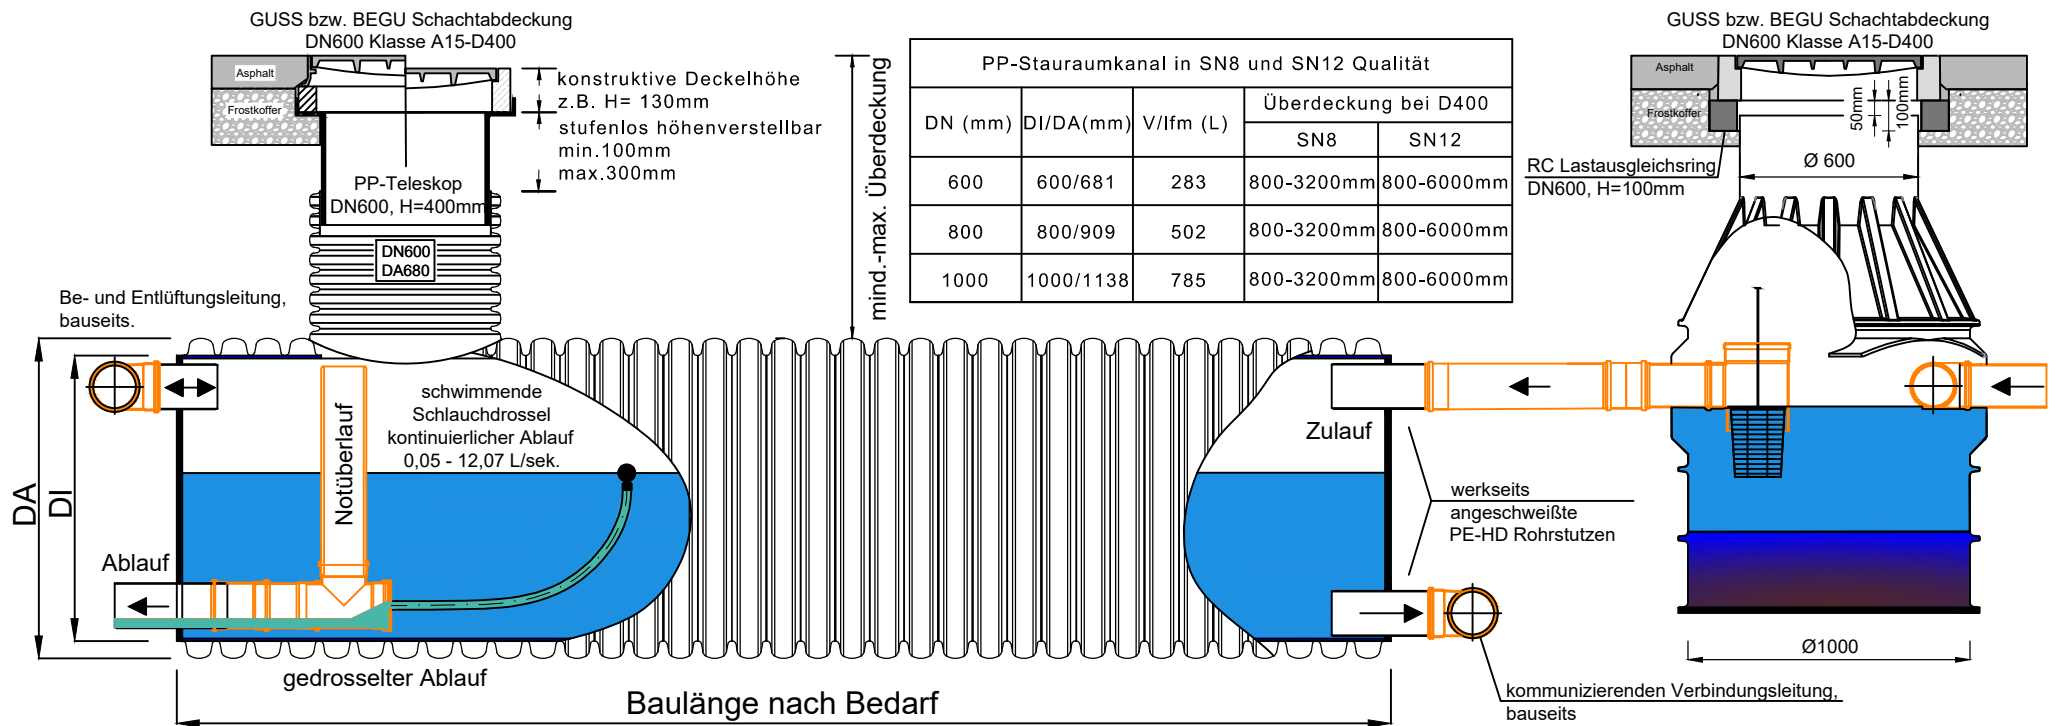 GUSS bzw. BEGU Schachtabdeckung
DN600 Klasse A15-D400
Asphalt
Frostkoffer
konstruktive Deckelhöhe
z.B. H= 130mm
stufenlos höhenverstellbar
min.100mm
max.300mm
PP-Teleskop
DN600, H=400mm
DN600
DA680
Be- und Entlüftungsleitung,
bauseits.
mind.-max. Überdeckung
PP-Stauraumkanal in SN8 und SN12 Qualität
DN (mm) DI/DA(mm) V/lfm (L) Überdeckung bei D400
SN8 SN12
600 600/681 283 800-3200mm 800-6000mm
800 800/909 502 800-3200mm 800-6000mm
1000 1000/1138 785 800-3200mm 800-6000mm
GUSS bzw. BEGU Schachtabdeckung
DN600 Klasse A15-D400
Asphalt
Frostkoffer
50mm
100mm
RC Lastausgleichsring
DN600, H=100mm
Ø 600
schwimmende
Schlauchdrossel
kontinuierlicher Ablauf
0,05 - 12,07 L/sek.
Notüberlauf
DA
DI
Ablauf
gedrosselter Ablauf
Zulauf
werkseits
angeschweißte
PE-HD Rohrstutzen
Ø1000
Baulänge nach Bedarf
kommunizierenden Verbindungsleitung,
bauseits